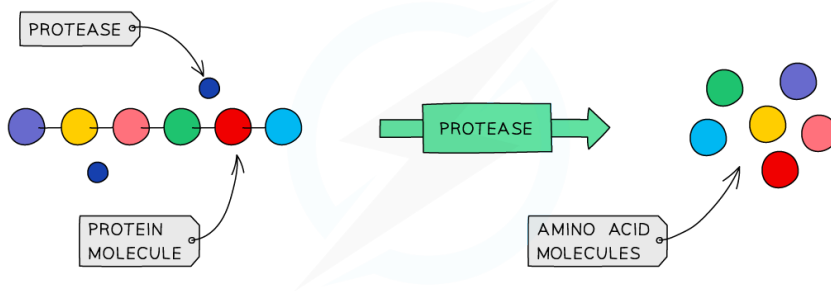 PROTEASE
PROTEASE
PROTEIN
MOLECULE
AMINO ACID
MOLECULES